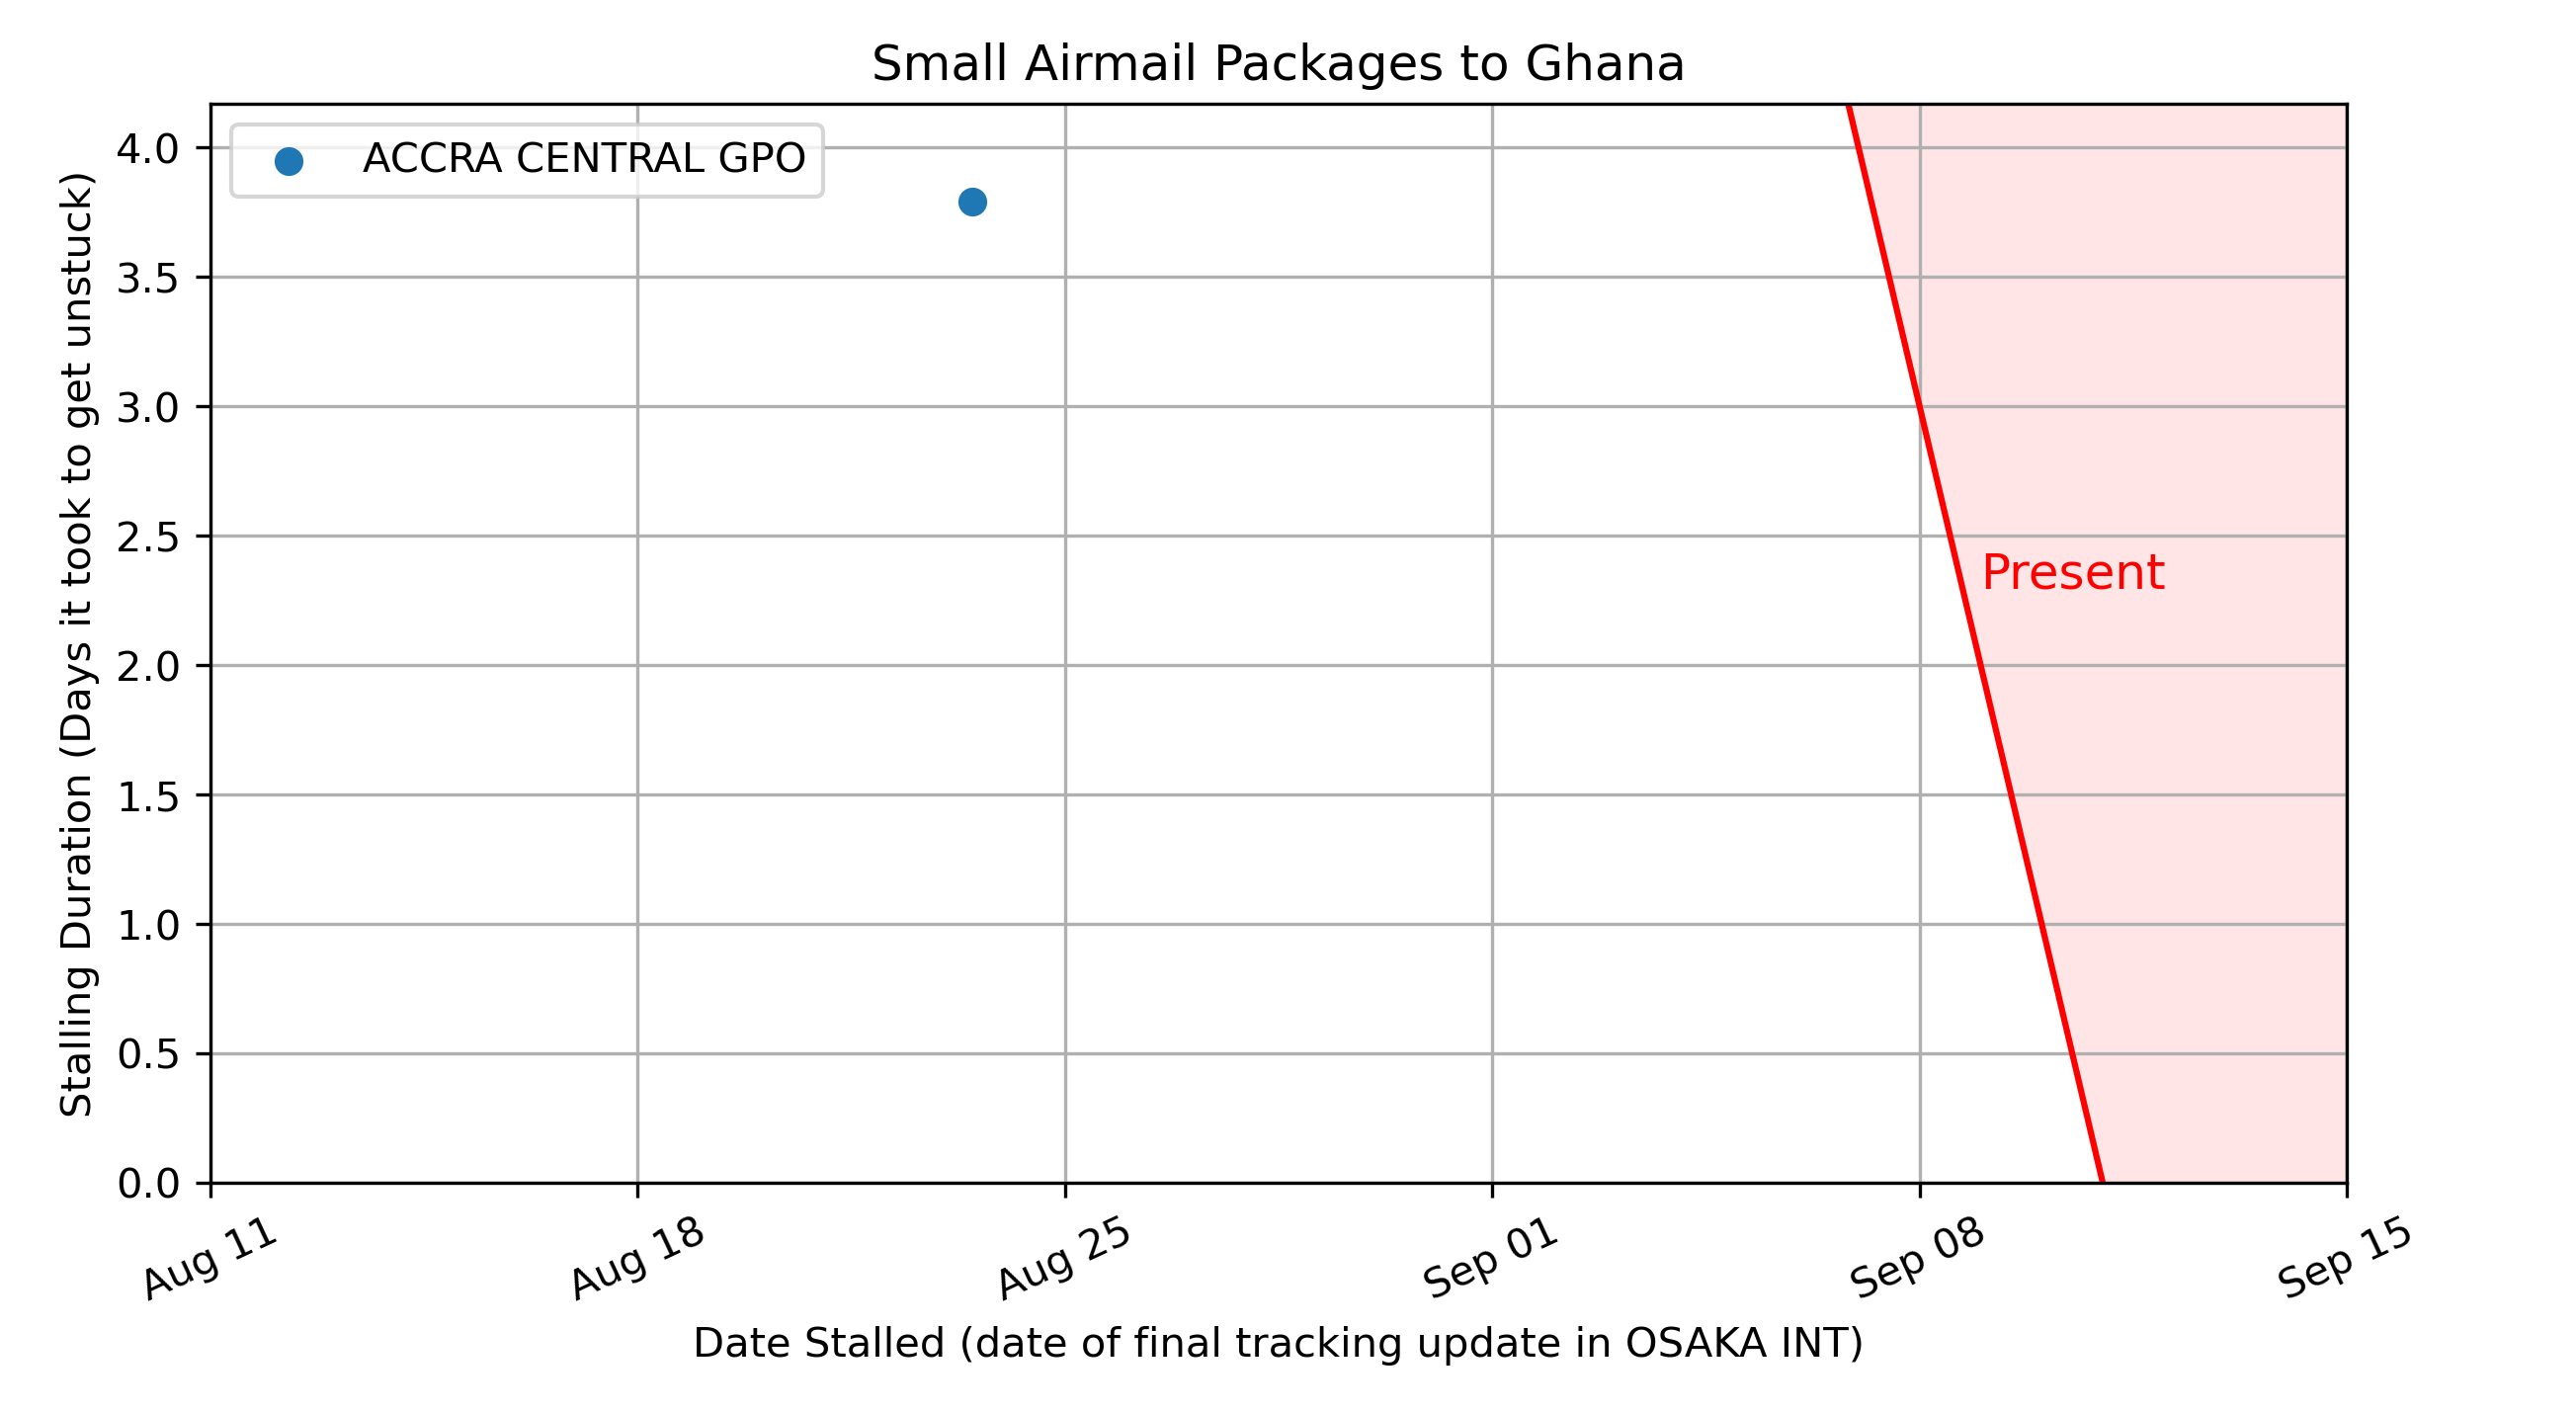 Small Airmail Packages to Ghana
ACCRA CENTRAL GPO
Stalling Duration (Days it took to get unstuck)
4.0
3.5
3.0
2.5
2.0
1.5
1.0
0.5
0.0
Present
Aug 11
Aug 18
Aug 25
Sep 01
Sep 08
Sep 15
Date Stalled (date of final tracking update in OSAKA INT)